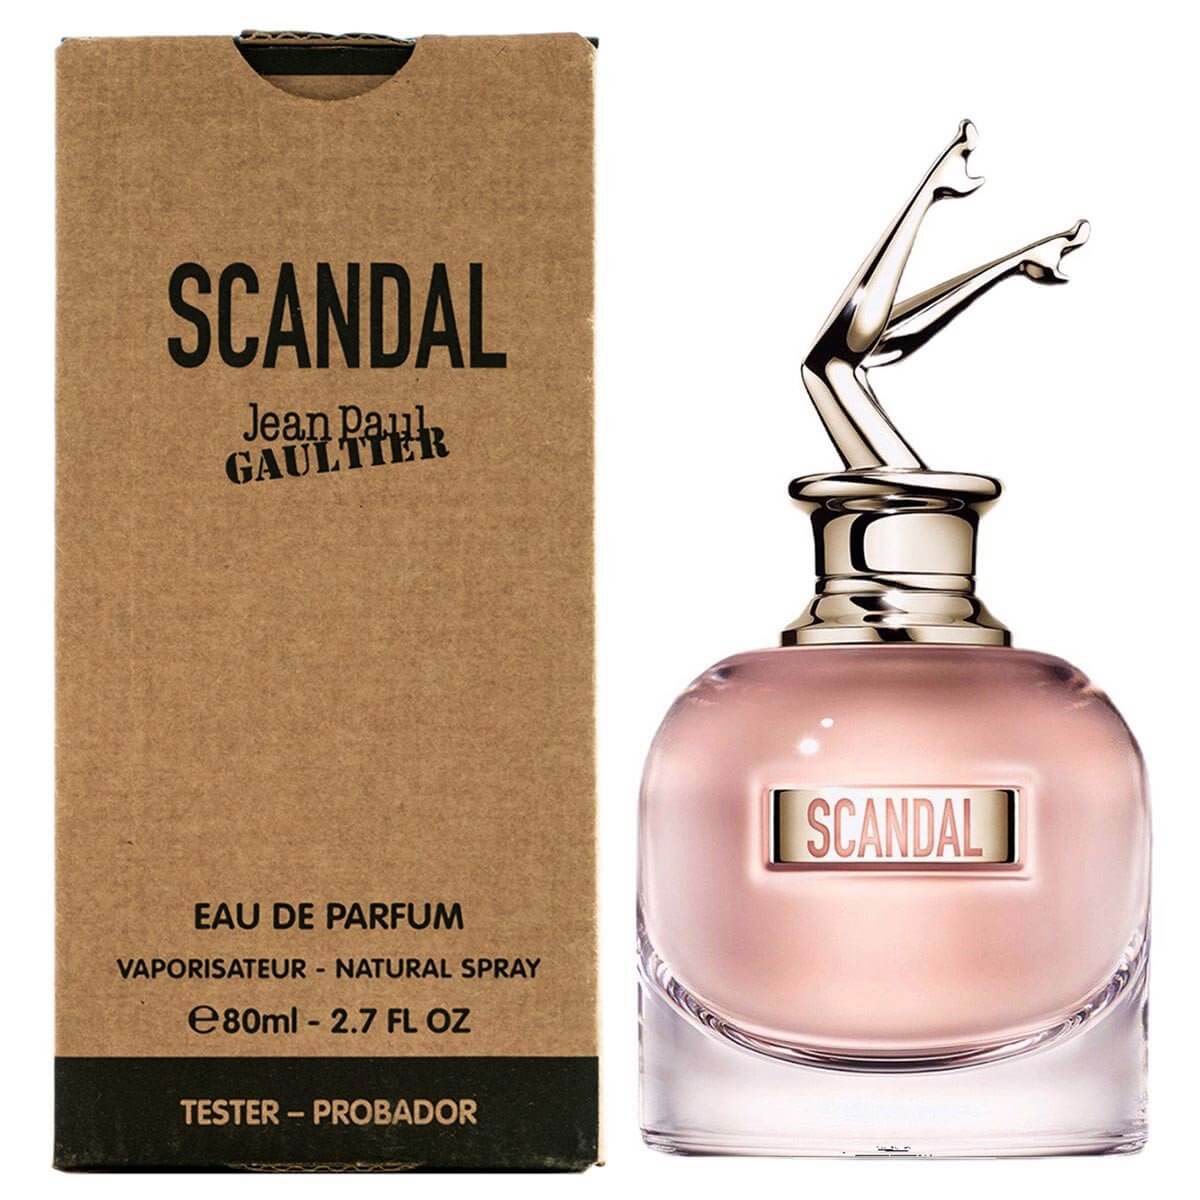 SCANDAL
Jean Paul
GAULTIER
EAU DE PARFUM
VAPORISATEUR - NATURAL SPRAY
℮80ml - 2.7 FL OZ
TESTER – PROBADOR
SCANDAL